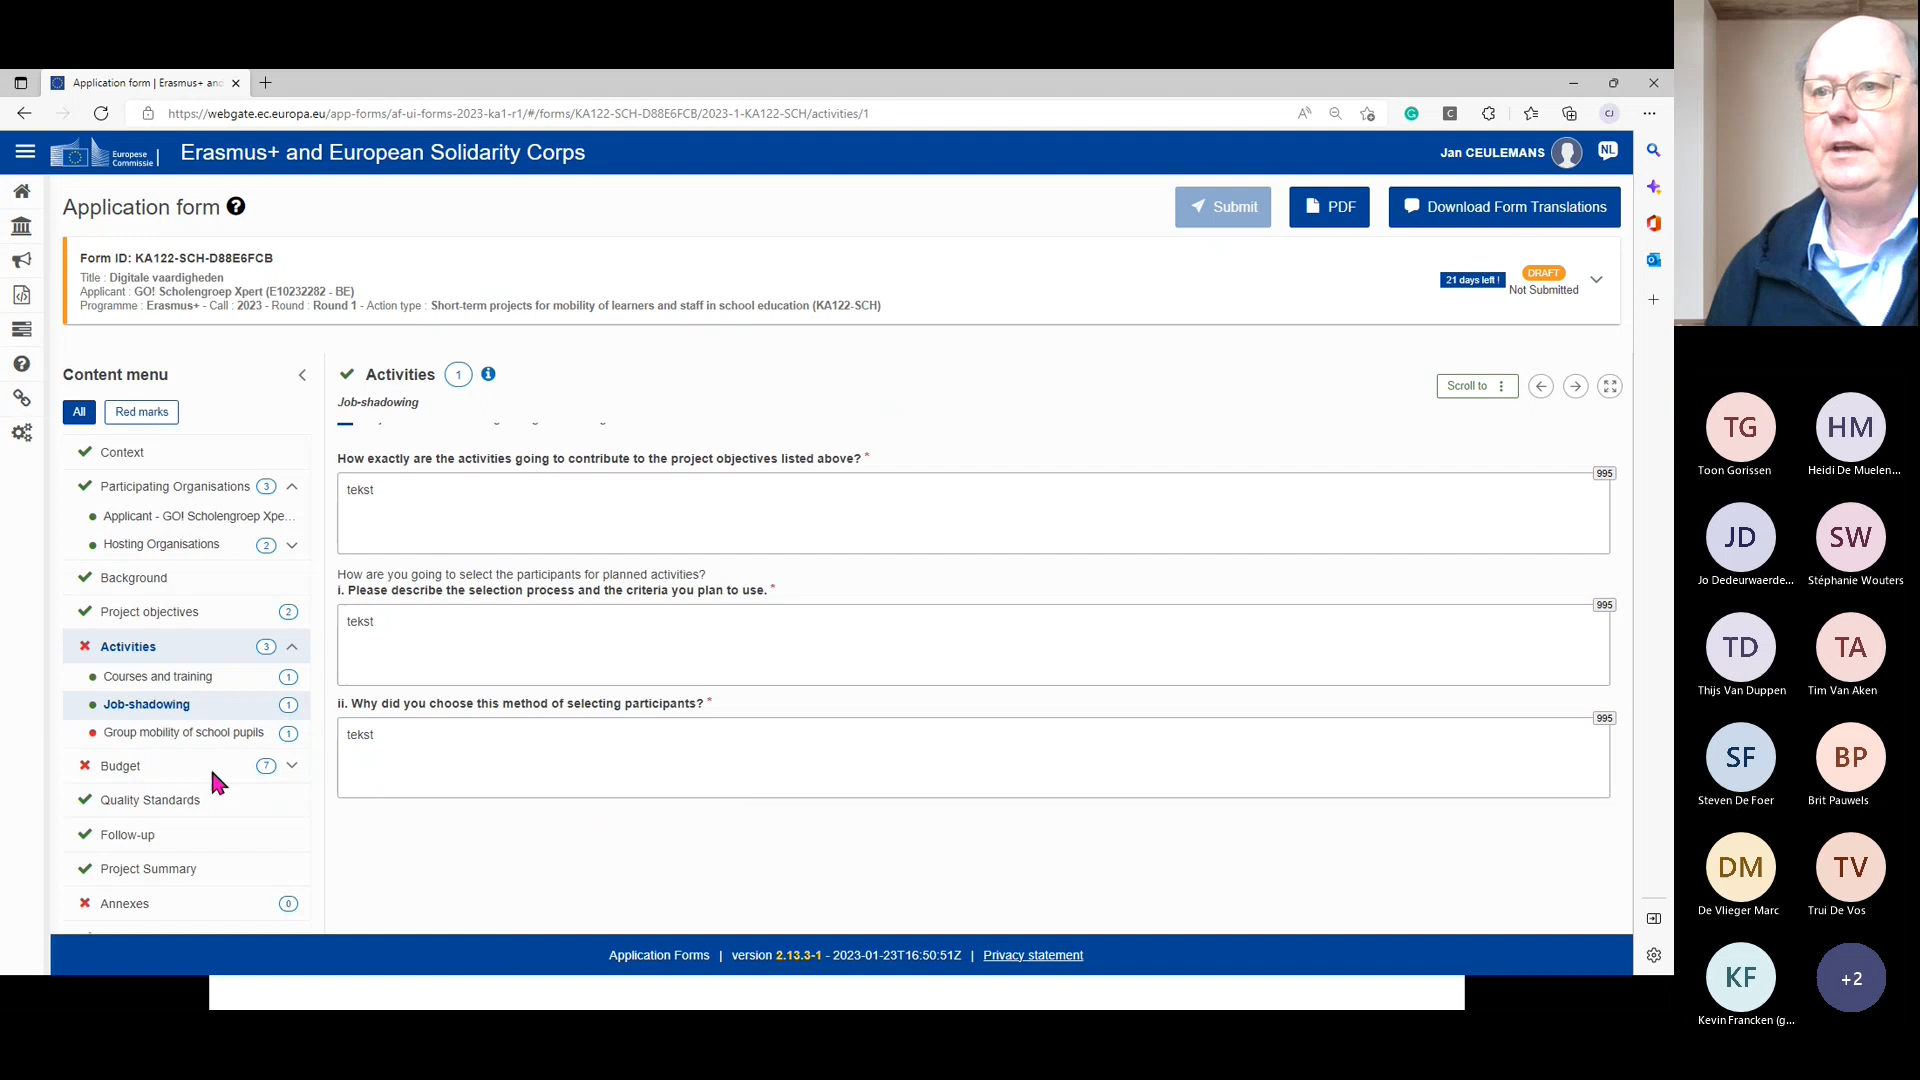 Application form | Erasmus+ and
https://webgate.ec.europa.eu/app-forms/af-ui-forms-2023-ka1-r1/#/forms/KA122-SCH-D88E6FCB/2023-1-KA122-SCH/activities/1
CJ
Europese
Commissie
Erasmus+ and European Solidarity Corps
Jan CEULEMANS
NL
Application form
Submit
PDF
Download Form Translations
Form ID: KA122-SCH-D88E6FCB
Title : Digitale vaardigheden
Applicant : GO! Scholengroep Xpert (E10232282 - BE)
Programme : Erasmus+ - Call : 2023 - Round : Round 1 - Action type : Short-term projects for mobility of learners and staff in school education (KA122-SCH)
21 days left !
DRAFT
Not Submitted
Content menu
All
Red marks
Context
Participating Organisations 3
Applicant - GO! Scholengroep Xpe...
Hosting Organisations 2
Background
Project objectives 2
Activities 3
Courses and training 1
Job-shadowing 1
Group mobility of school pupils 1
Budget 7
Quality Standards
Follow-up
Project Summary
Annexes 0
Activities 1
Job-shadowing
Scroll to
How exactly are the activities going to contribute to the project objectives listed above? *
995
tekst
How are you going to select the participants for planned activities?
i. Please describe the selection process and the criteria you plan to use. *
995
tekst
ii. Why did you choose this method of selecting participants? *
995
tekst
Application Forms | version 2.13.3-1 - 2023-01-23T16:50:51Z | Privacy statement
TG
Toon Gorissen
HM
Heidi De Muelen...
JD
Jo Dedeurwaerde...
SW
Stéphanie Wouters
TD
Thijs Van Duppen
TA
Tim Van Aken
SF
Steven De Foer
BP
Brit Pauwels
DM
De Vlieger Marc
TV
Trui De Vos
KF
Kevin Francken (g...
+2